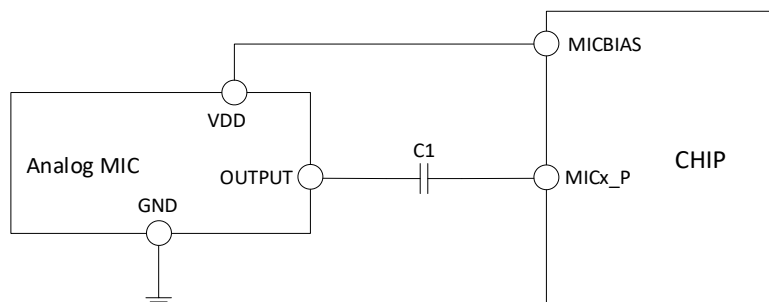 MICBIAS
VDD
C1
Analog MIC
OUTPUT
MICx_P
CHIP
GND